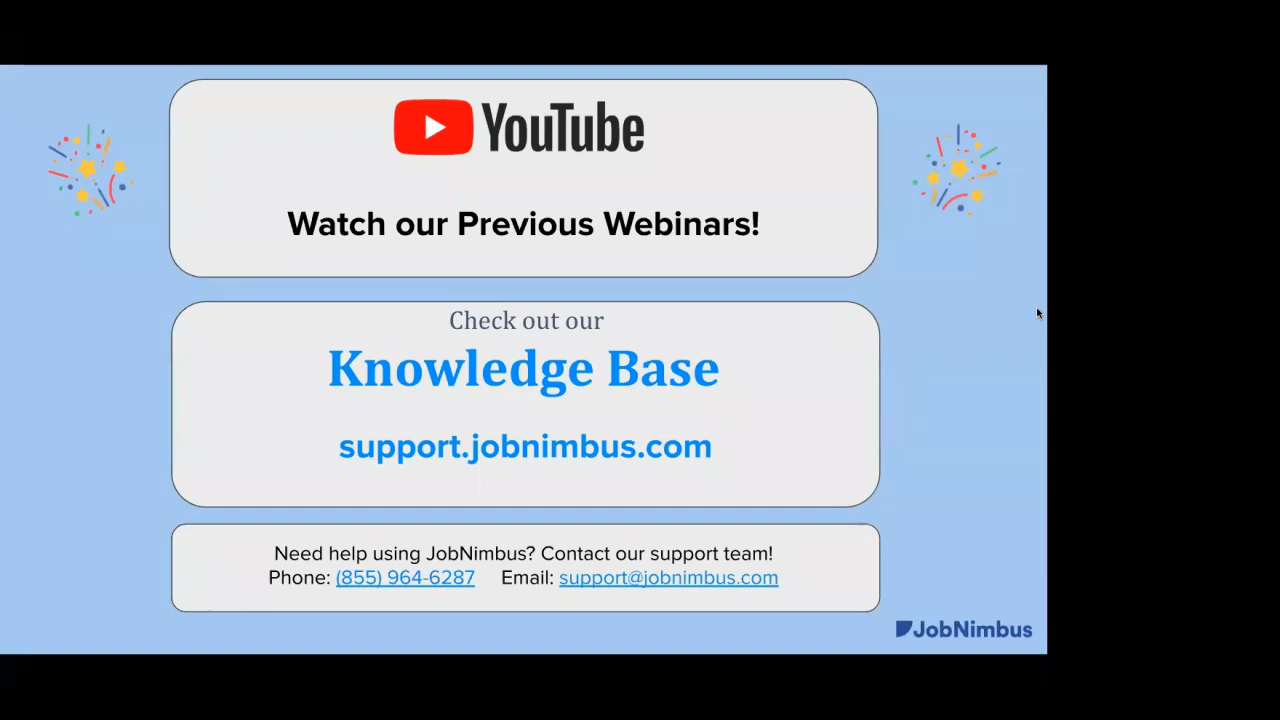 YouTube
Watch our Previous Webinars!
Check out our
Knowledge Base
support.jobnimbus.com
Need help using JobNimbus? Contact our support team!
Phone: (855) 964-6287 Email: support@jobnimbus.com
JobNimbus